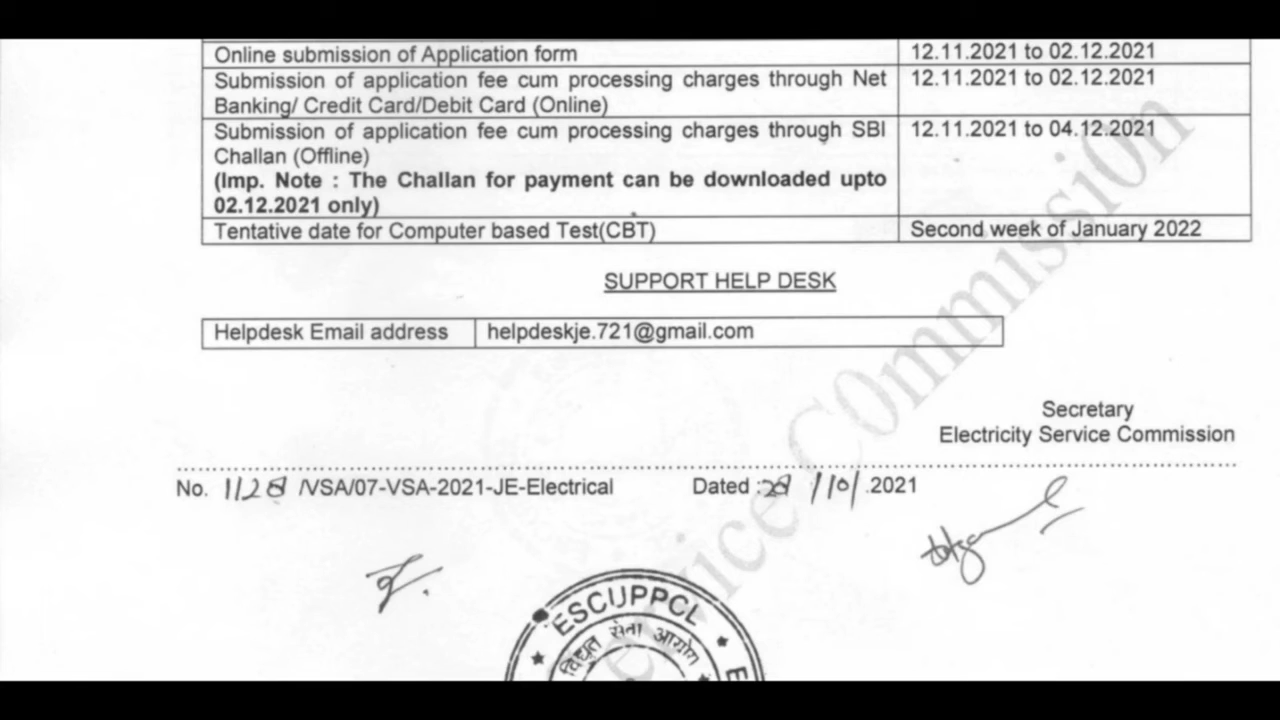 Online submission of Application form 12.11.2021 to 02.12.2021
Submission of application fee cum processing charges through Net 12.11.2021 to 02.12.2021
Banking/ Credit Card/Debit Card (Online)
Submission of application fee cum processing charges through SBI 12.11.2021 to 04.12.2021
Challan (Offline)
(Imp. Note : The Challan for payment can be downloaded upto
02.12.2021 only)
Tentative date for Computer based Test(CBT) Second week of January 2022
SUPPORT HELP DESK
Helpdesk Email address helpdeskje.721@gmail.com
Secretary
Electricity Service Commission
No. 1128 /VSA/07-VSA-2021-JE-Electrical Dated :28/10/.2021
ESCUPPCL
विद्युत सेवा आयोग
vice C0mmissi0n